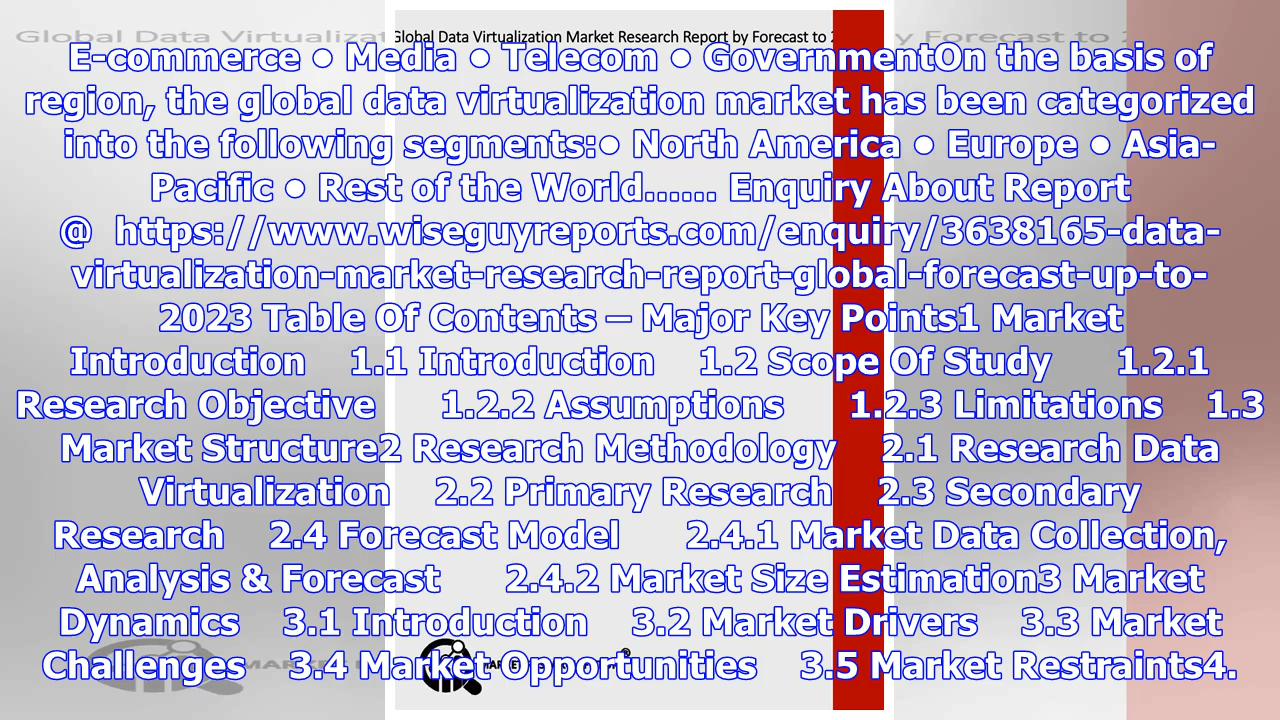 Global Data Virtualization Market Research Report by Forecast to 2
E-commerce ● Media ● Telecom ● GovernmentOn the basis of
region, the global data virtualization market has been categorized
into the following segments:● North America ● Europe ● Asia-
Pacific ● Rest of the World…... Enquiry About Report
@ https://www.wiseguyreports.com/enquiry/3638165-data-
virtualization-market-research-report-global-forecast-up-to-
2023 Table Of Contents – Major Key Points1 Market
Introduction 1.1 Introduction 1.2 Scope Of Study 1.2.1
Research Objective 1.2.2 Assumptions 1.2.3 Limitations 1.3
Market Structure2 Research Methodology 2.1 Research Data
Virtualization 2.2 Primary Research 2.3 Secondary
Research 2.4 Forecast Model 2.4.1 Market Data Collection,
Analysis & Forecast 2.4.2 Market Size Estimation3 Market
Dynamics 3.1 Introduction 3.2 Market Drivers 3.3 Market
Challenges 3.4 Market Opportunities 3.5 Market Restraints4.